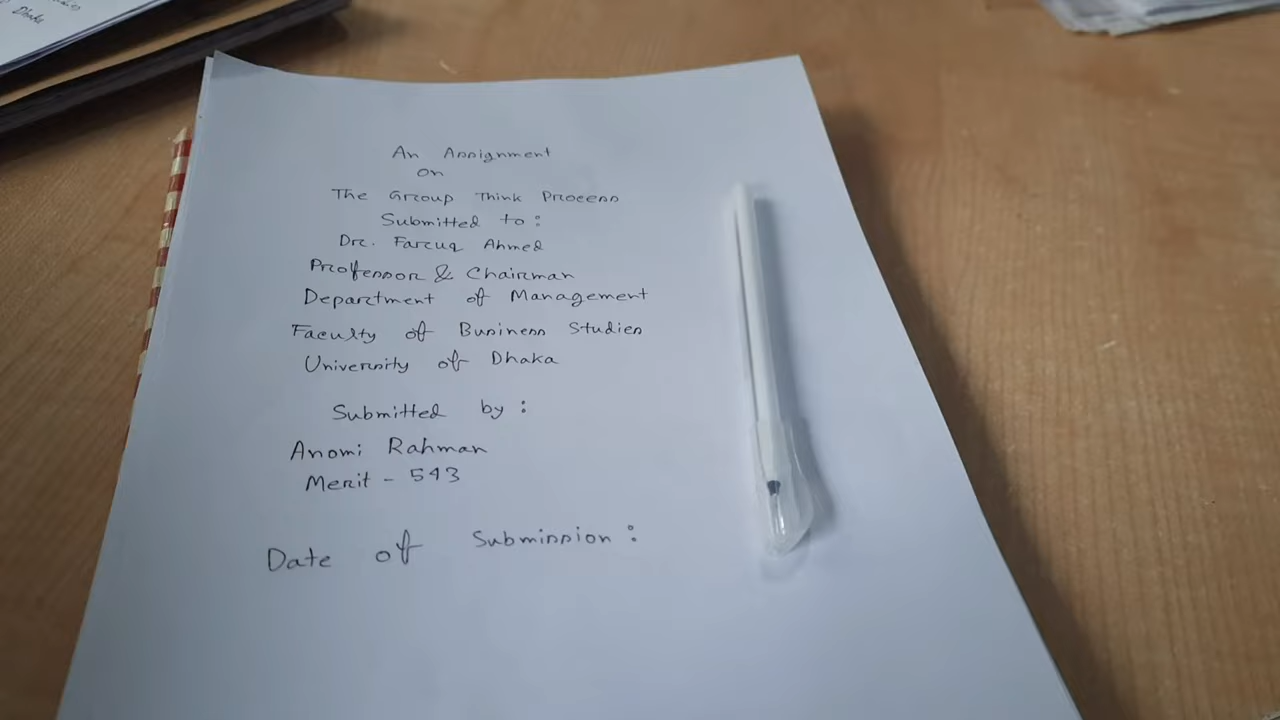 Dhaka
An Assignment
on
The Group Think Process
Submitted to:
Dr. Faruq Ahmed
Professor & Chairman
Department of Management
Faculty of Business Studies
University of Dhaka
Submitted by:
Anomi Rahman
Merit - 543
Date of Submission: